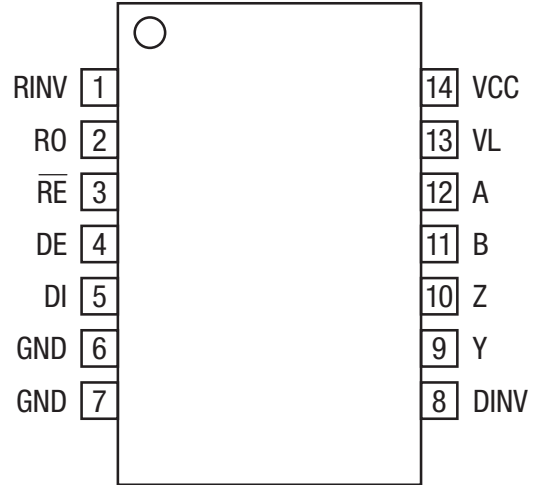 RINV 1 14 VCC
RO 2 13 VL
R̅E̅ 3 12 A
DE 4 11 B
DI 5 10 Z
GND 6 9 Y
GND 7 8 DINV